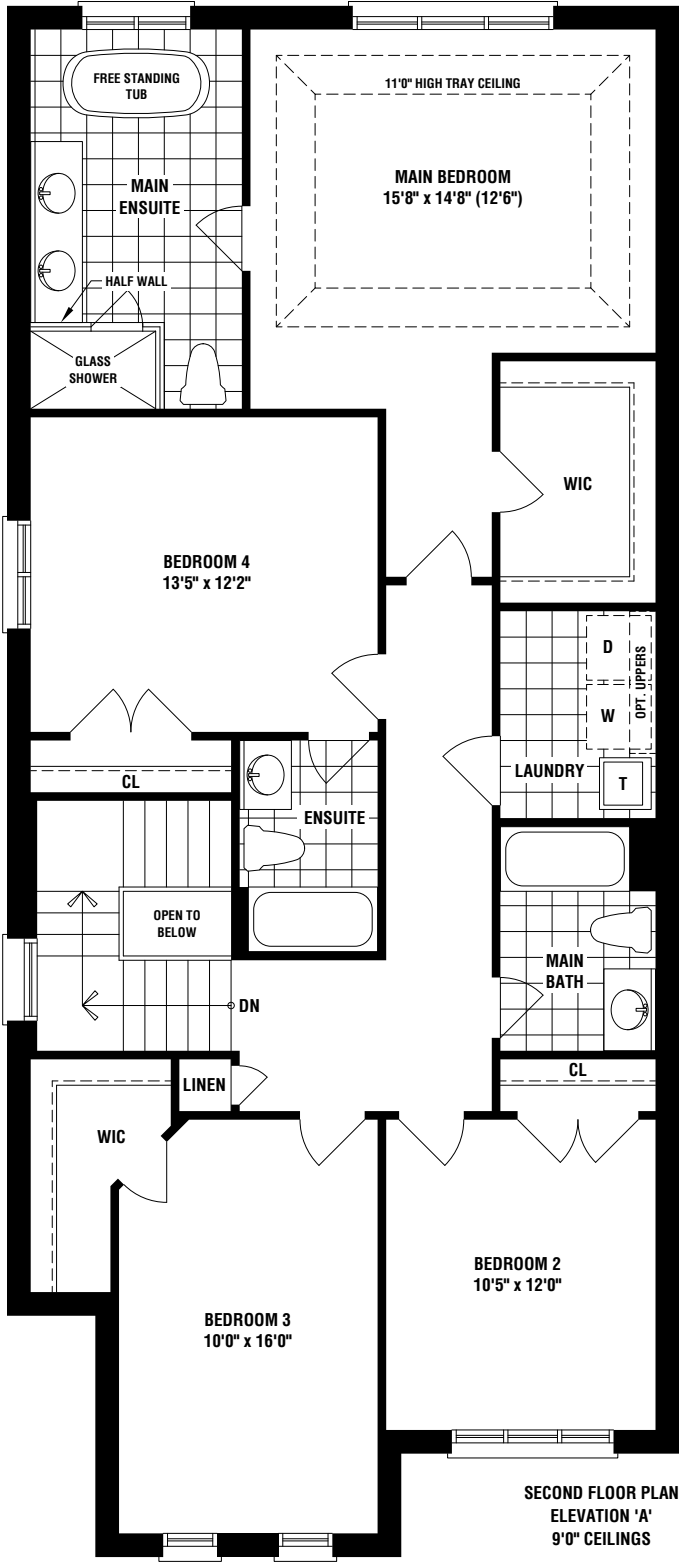 FREE STANDING
TUB
11'0" HIGH TRAY CEILING
MAIN BEDROOM
15'8" x 14'8" (12'6")
MAIN
ENSUITE
HALF WALL
GLASS
SHOWER
WIC
BEDROOM 4
13'5" x 12'2"
D
OPT. UPPERS
W
LAUNDRY
T
CL
ENSUITE
OPEN TO
BELOW
MAIN
BATH
DN
CL
LINEN
WIC
BEDROOM 2
10'5" x 12'0"
BEDROOM 3
10'0" x 16'0"
SECOND FLOOR PLAN
ELEVATION 'A'
9'0" CEILINGS